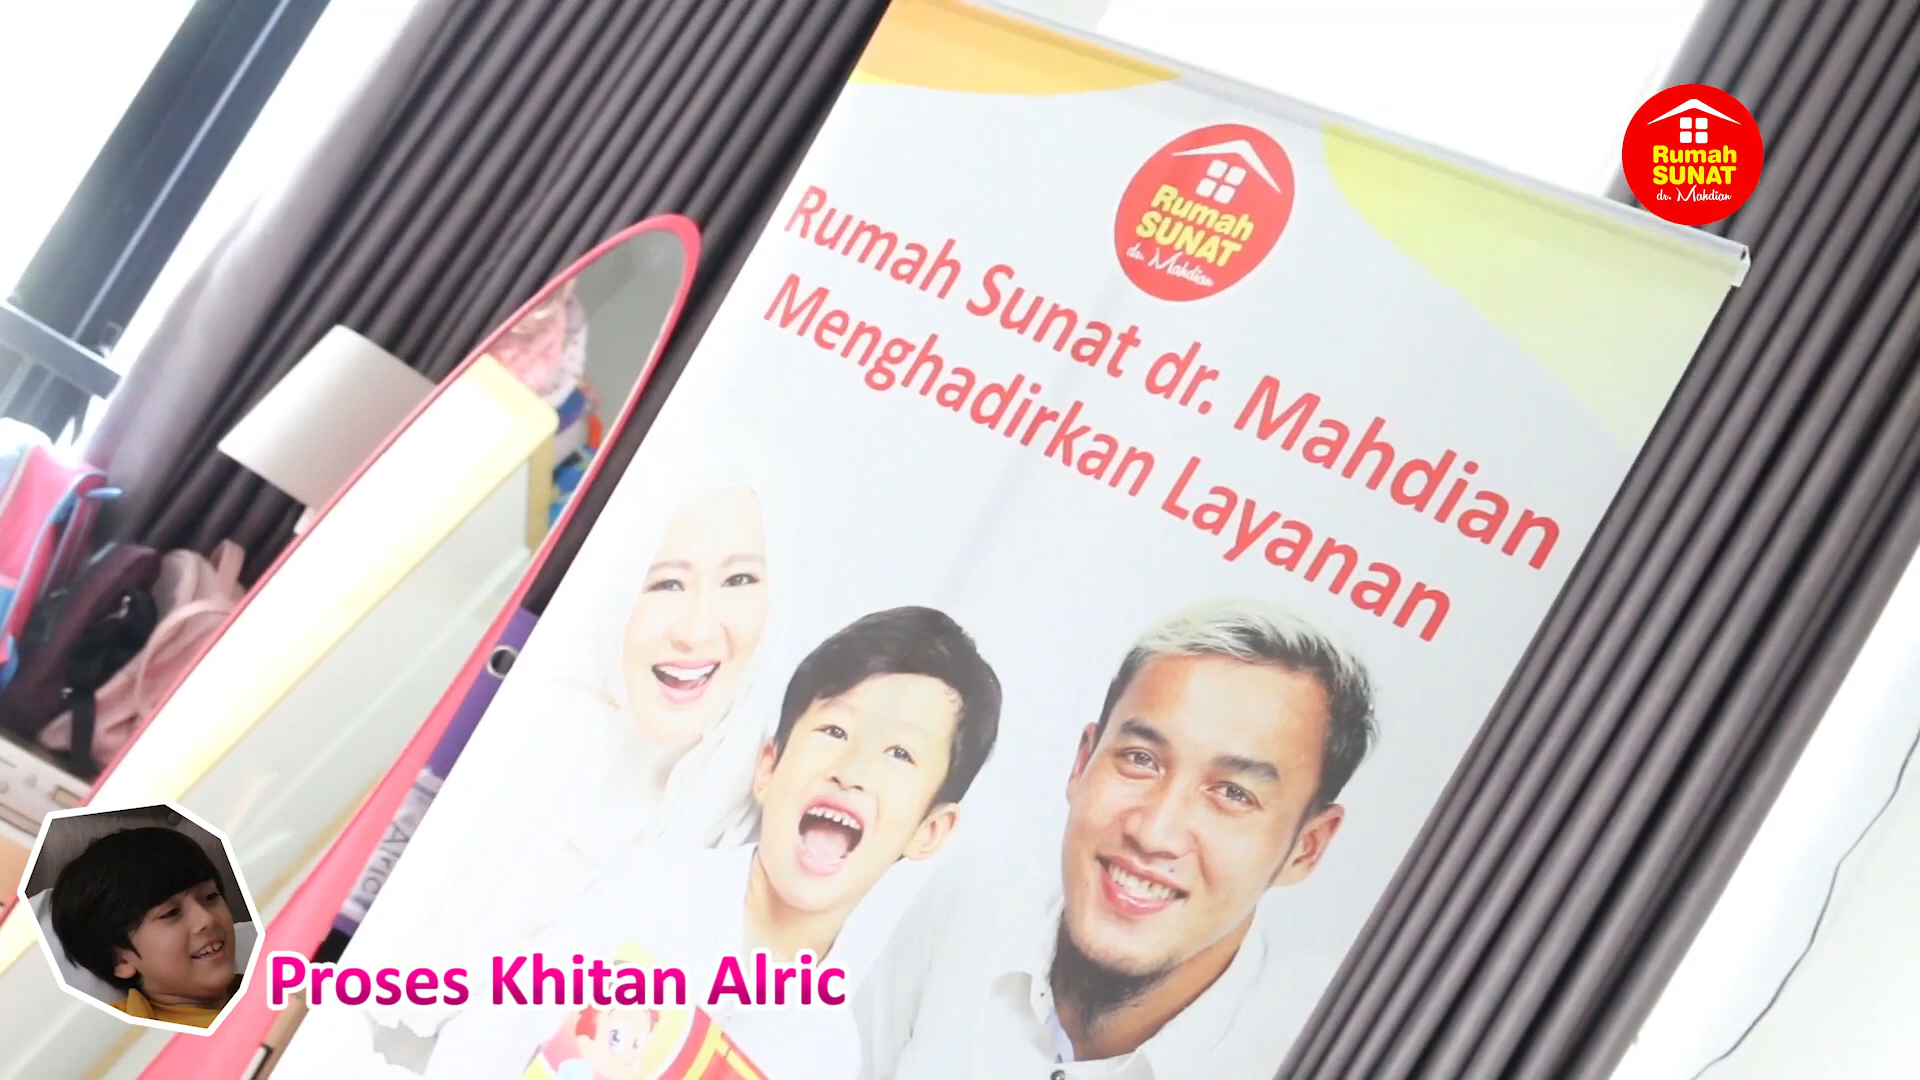 Rumah
SUNAT
dr. Mahdian
Rumah
SUNAT
dr. Mahdian
Rumah Sunat dr. Mahdian
Menghadirkan Layanan
Proses Khitan Alric